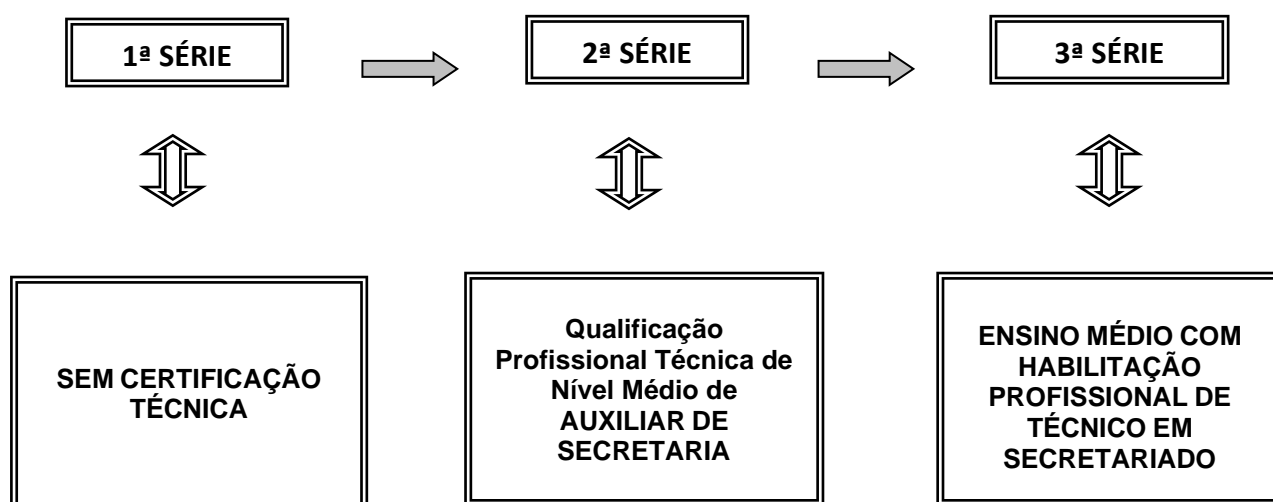 1ª SÉRIE
2ª SÉRIE
3ª SÉRIE
SEM CERTIFICAÇÃO
TÉCNICA
Qualificação
Profissional Técnica de
Nível Médio de
AUXILIAR DE
SECRETARIA
ENSINO MÉDIO COM
HABILITAÇÃO
PROFISSIONAL DE
TÉCNICO EM
SECRETARIADO